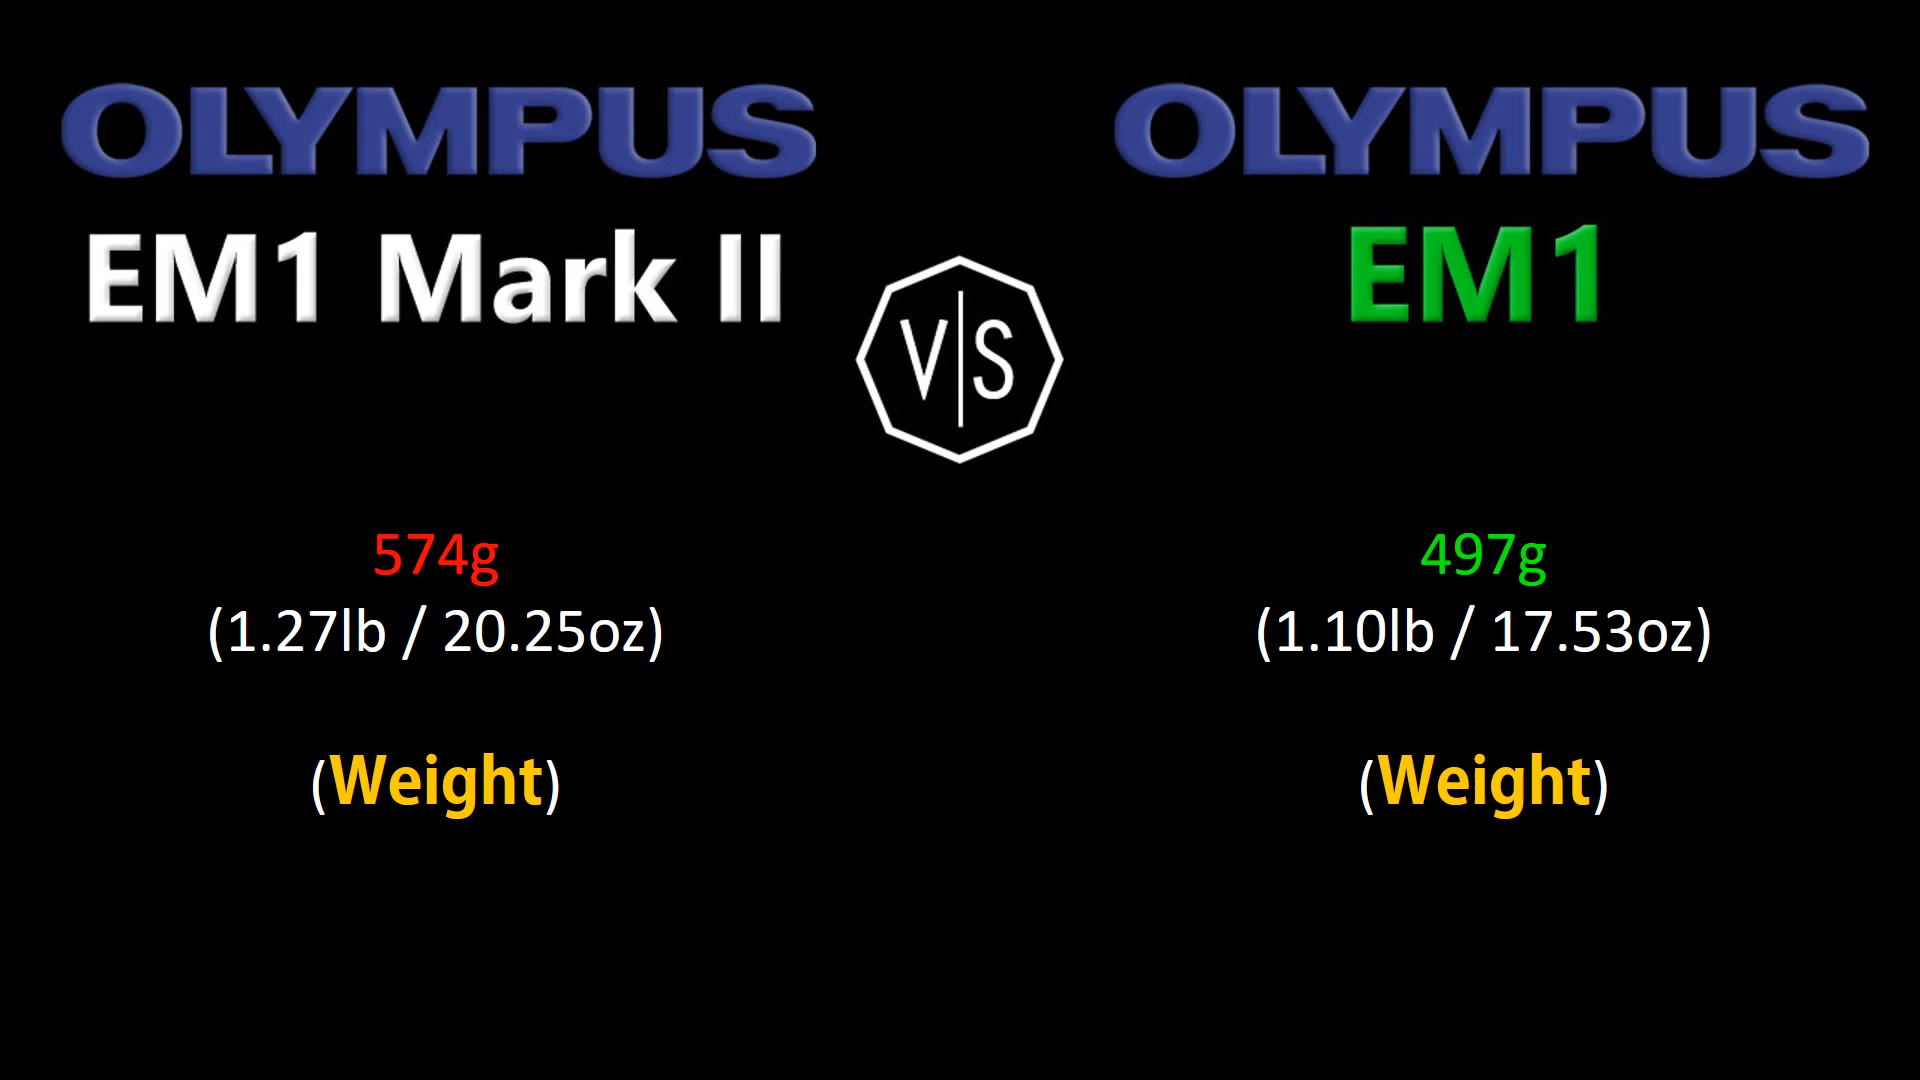 OLYMPUS
EM1 Mark II
574g
(1.27lb / 20.25oz)
(Weight)
V|S
OLYMPUS
EM1
497g
(1.10lb / 17.53oz)
(Weight)